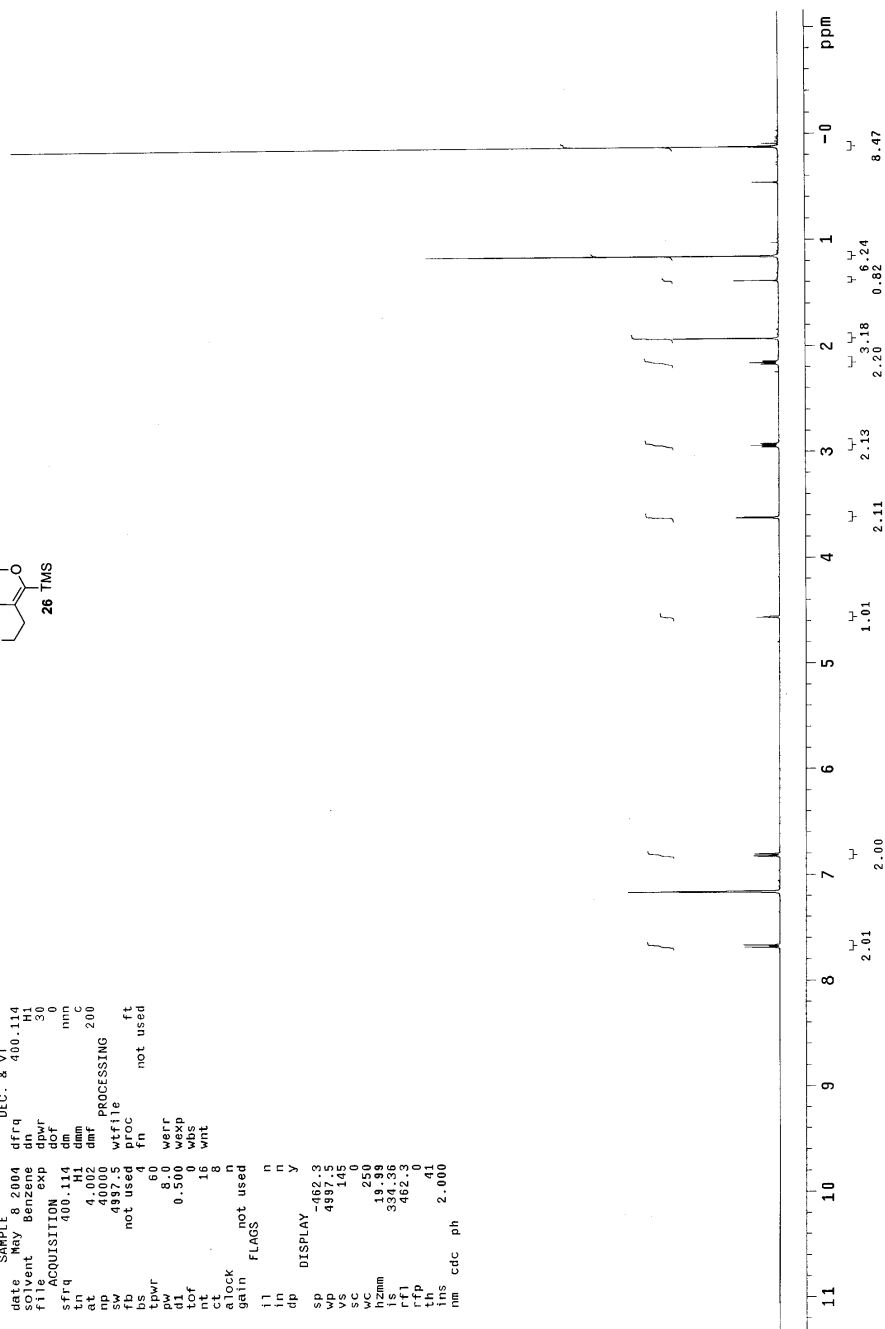 SAMPLE DEC. & VT
date May 8 2004 dfrq 400.114
solvent Benzene dn H1
file exp dpwr 30
ACQUISITION dof 0
sfrq 400.114 dm nnn
tn H1 dmm c
at 4.002 dmf 200
np 40000 PROCESSING
sw 4997.5 wtfile
fb not used proc ft
bs 4 fn not used
tpwr 60
pw 8.0 werr
d1 0.500 wexp
tof 0 wbs
nt 16 wnt
ct 8
alock n
gain not used
FLAGS
il n
in n
dp y
DISPLAY
sp -462.3
wp 4997.5
vs 145
sc 0
wc 250
hzmm 19.99
is 334.36
rfl 462.3
rfp 0
th 41
ins 2.000
nm cdc ph
O
26 TMS
11 10 9 8 7 6 5 4 3 2 1 -0 ppm
2.01 2.00 1.01 2.11 2.13 2.20 3.18 0.82 6.24 8.47